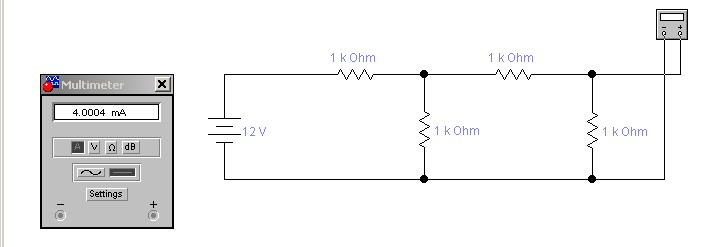 1 k Ohm
1 k Ohm
Multimeter
4.0004 mA
12 V
1 k Ohm
1 k Ohm
A V Ω dB
Settings
- +
- +